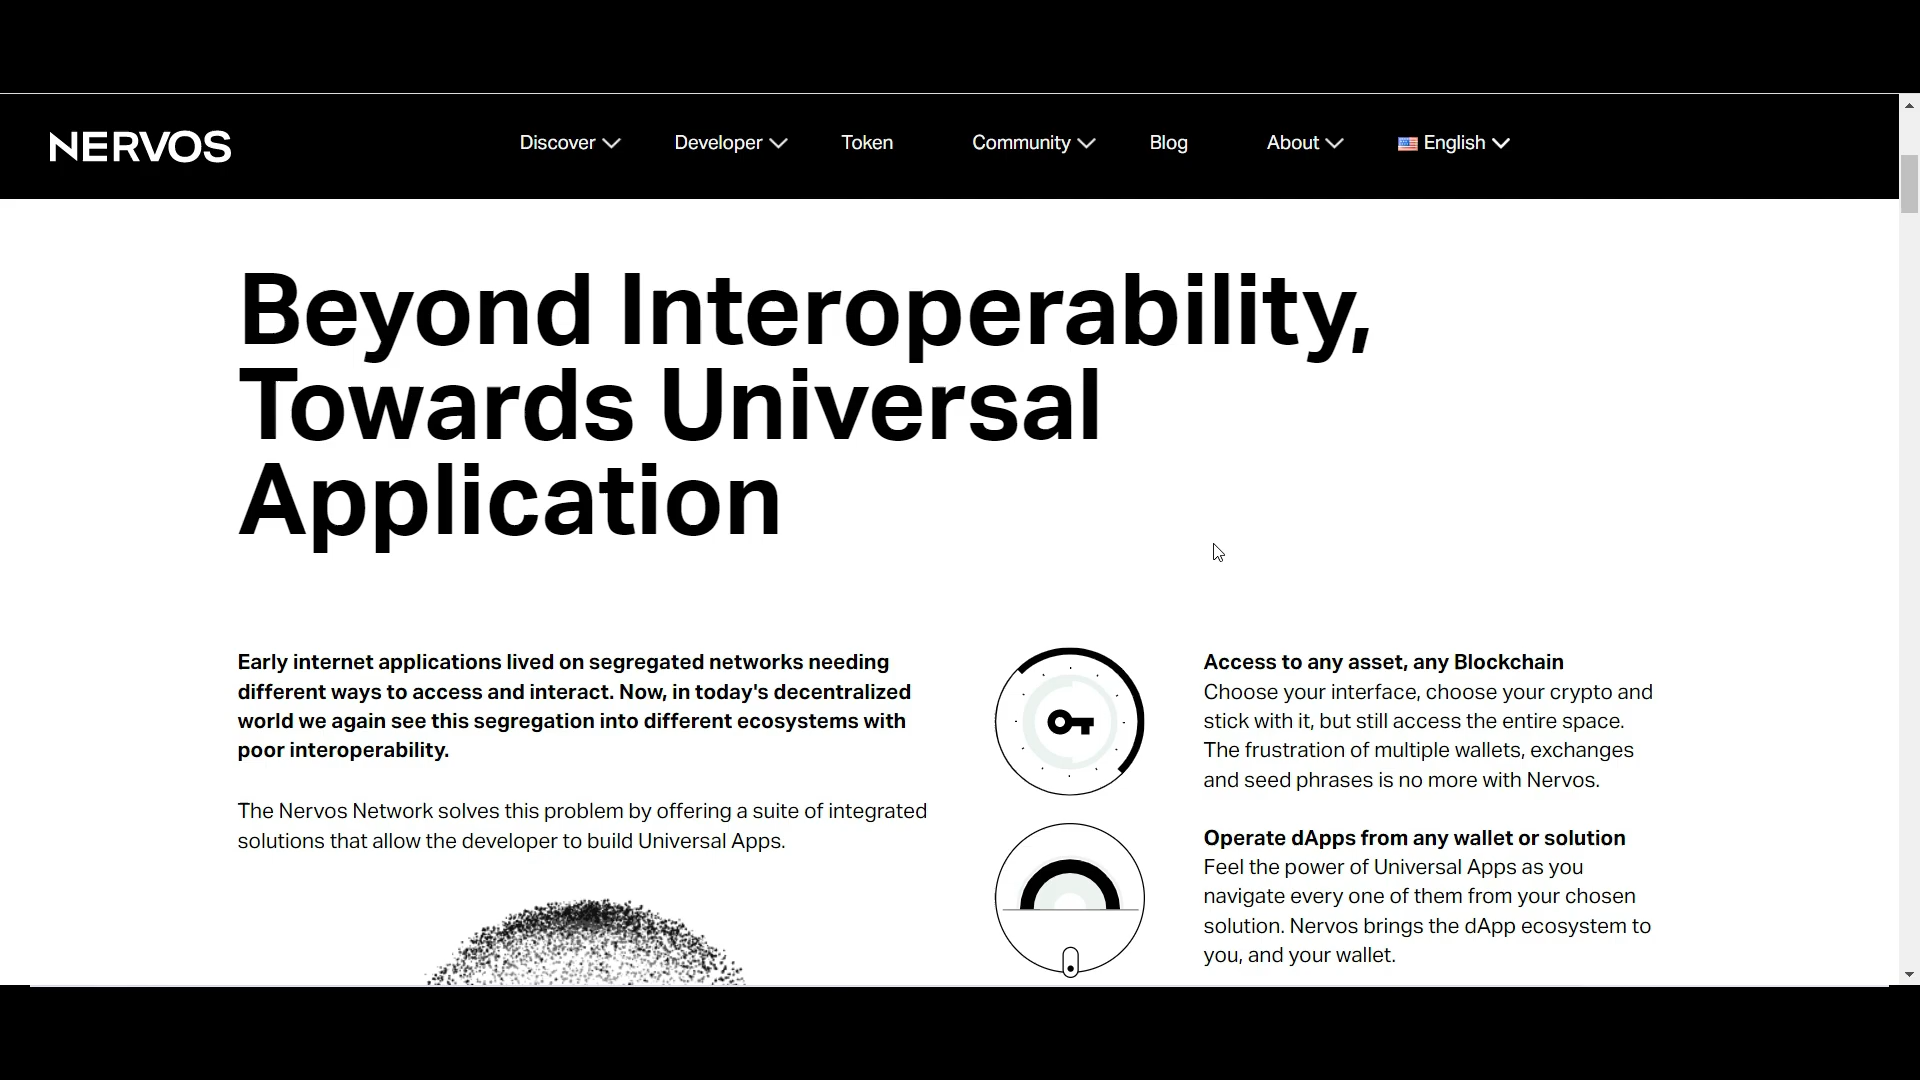 NERVOS
Discover
Developer
Token
Community
Blog
About
English
Beyond Interoperability,
Towards Universal
Application
Early internet applications lived on segregated networks needing
different ways to access and interact. Now, in today's decentralized
world we again see this segregation into different ecosystems with
poor interoperability.
The Nervos Network solves this problem by offering a suite of integrated
solutions that allow the developer to build Universal Apps.
Access to any asset, any Blockchain
Choose your interface, choose your crypto and
stick with it, but still access the entire space.
The frustration of multiple wallets, exchanges
and seed phrases is no more with Nervos.
Operate dApps from any wallet or solution
Feel the power of Universal Apps as you
navigate every one of them from your chosen
solution. Nervos brings the dApp ecosystem to
you, and your wallet.